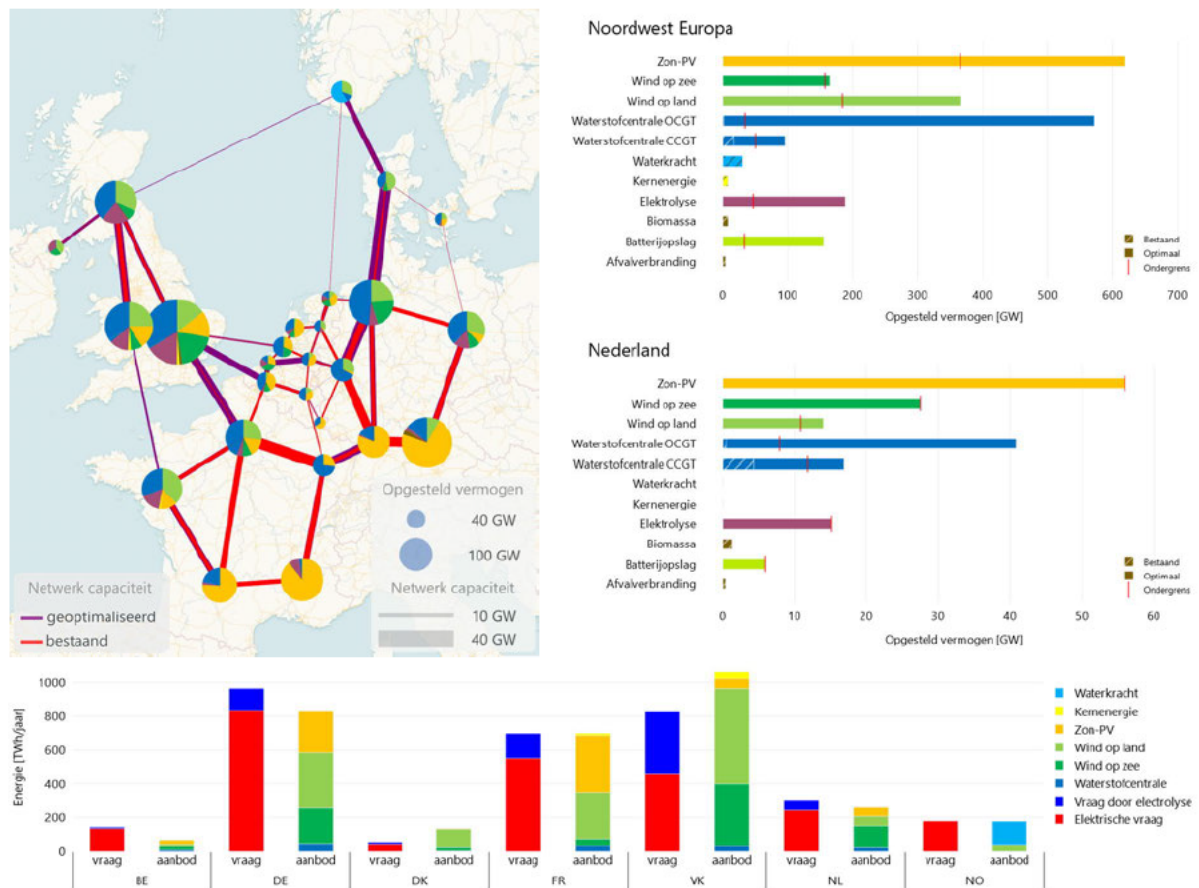 Opgesteld vermogen
40 GW
100 GW
Netwerk capaciteit
geoptimaliseerd
bestaand
Netwerk capaciteit
10 GW
40 GW
Noordwest Europa
Zon-PV
Wind op zee
Wind op land
Waterstofcentrale OCGT
Waterstofcentrale CCGT
Waterkracht
Kernenergie
Elektrolyse
Biomassa
Batterijopslag
Afvalverbranding
Bestaand
Optimaal
Ondergrens
0 100 200 300 400 500 600 700
Opgesteld vermogen [GW]
Nederland
Zon-PV
Wind op zee
Wind op land
Waterstofcentrale OCGT
Waterstofcentrale CCGT
Waterkracht
Kernenergie
Elektrolyse
Biomassa
Batterijopslag
Afvalverbranding
Bestaand
Optimaal
Ondergrens
0 10 20 30 40 50 60
Opgesteld vermogen [GW]
Energie [TWh/jaar]
1000
800
600
400
200
0
vraag aanbod vraag aanbod vraag aanbod vraag aanbod vraag aanbod vraag aanbod vraag aanbod
BE DE DK FR VK NL NO
Waterkracht
Kernenergie
Zon-PV
Wind op land
Wind op zee
Waterstofcentrale
Vraag door electrolyse
Elektrische vraag